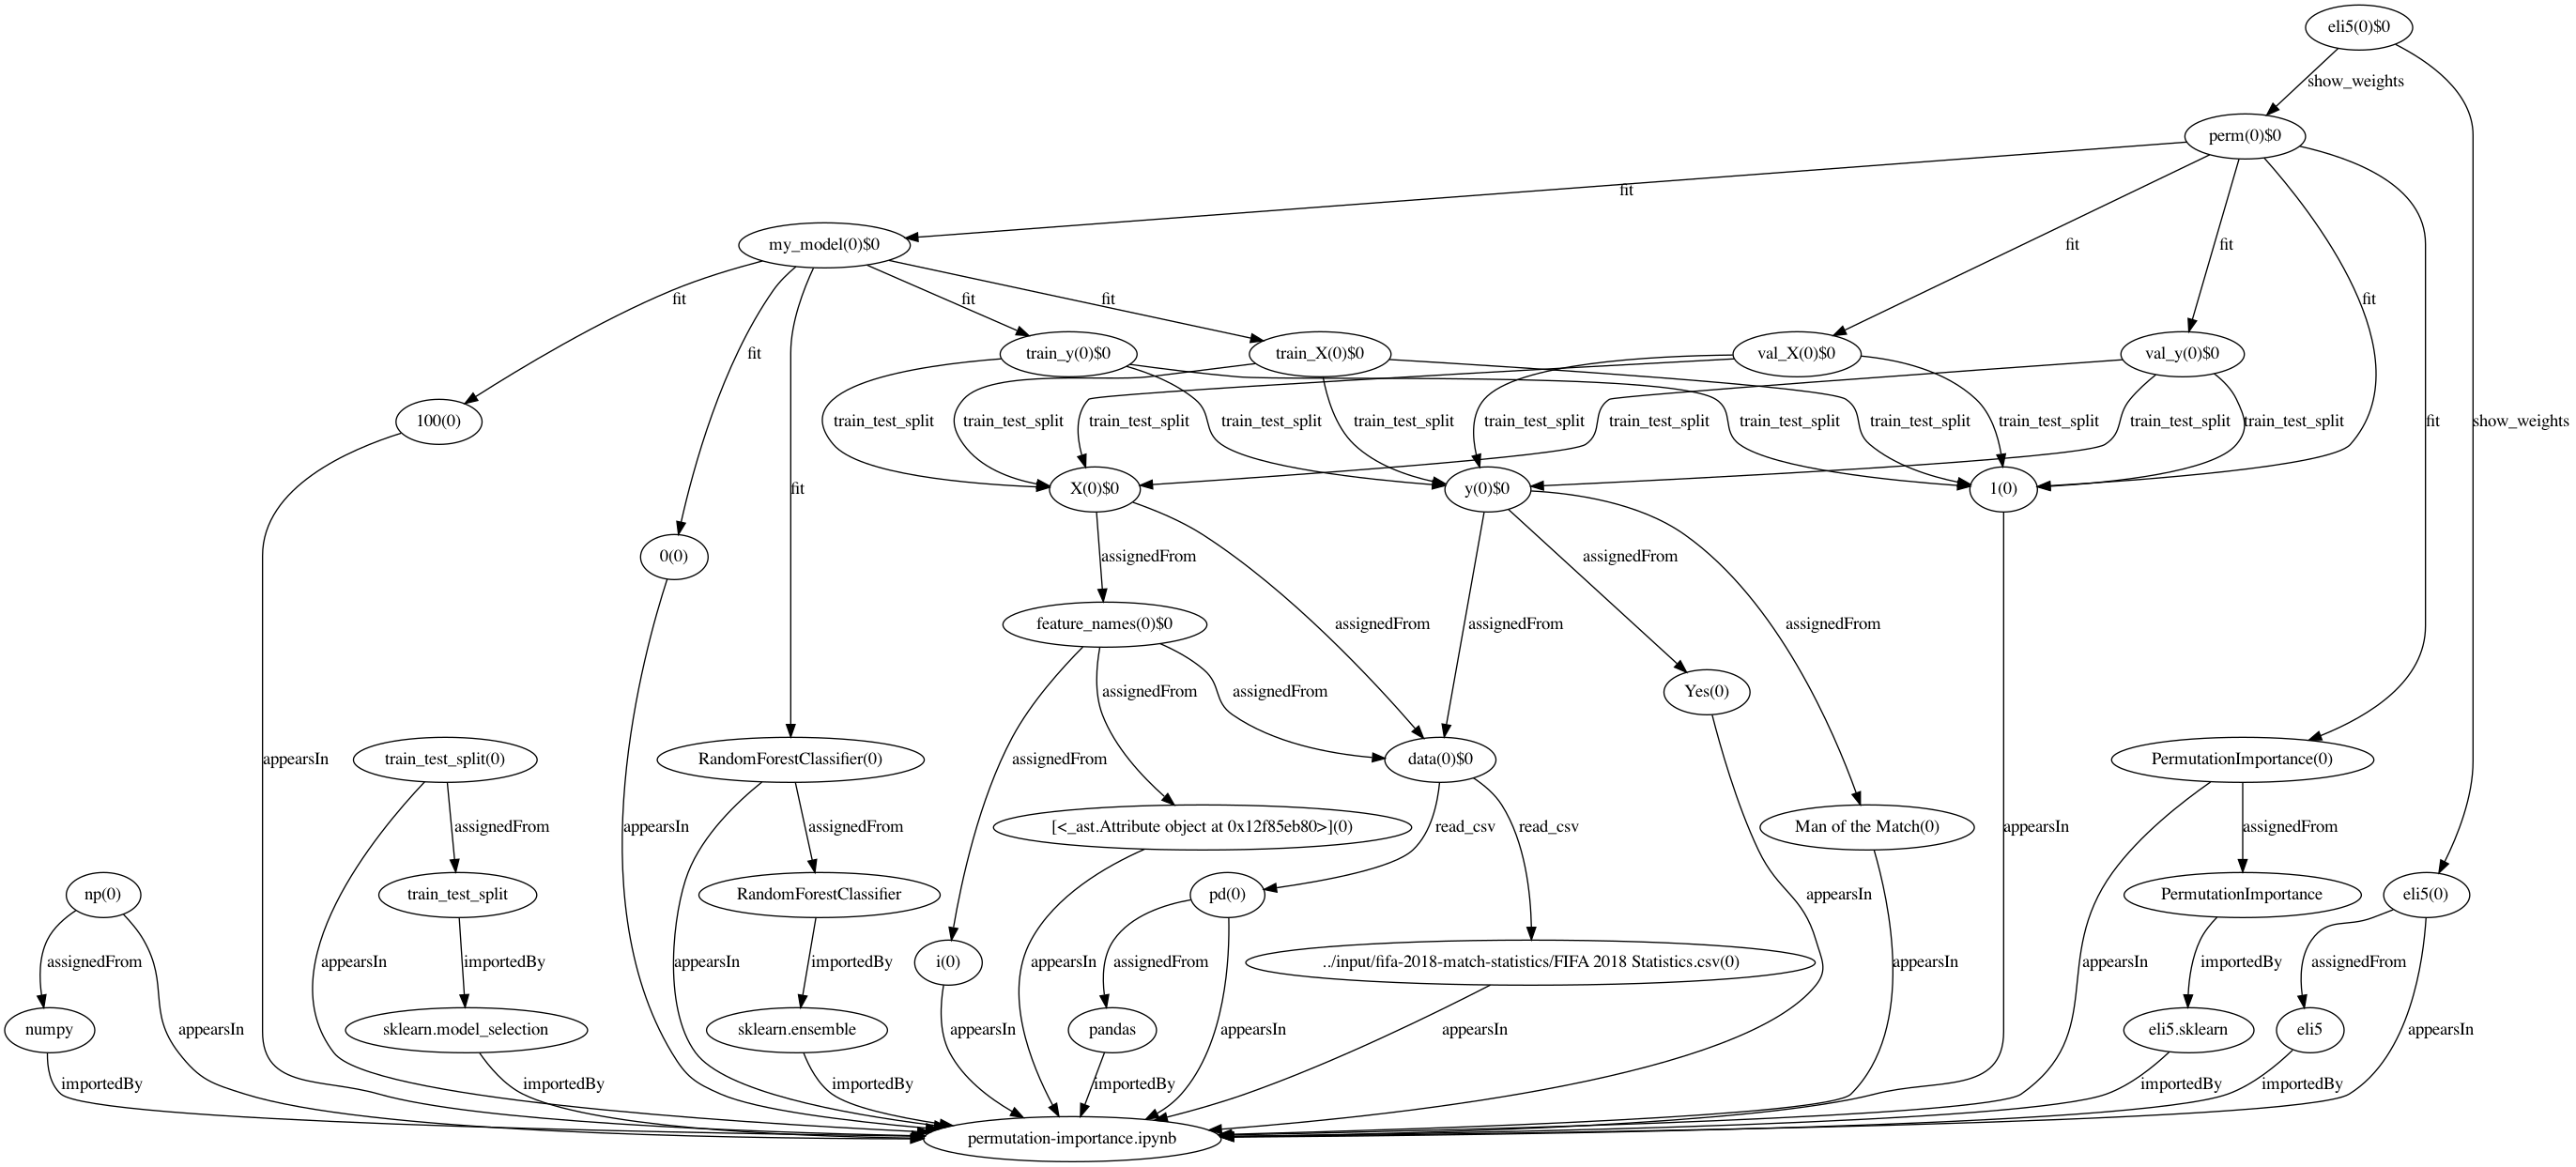 eli5(0)$0
show_weights
perm(0)$0
fit
my_model(0)$0
fit
fit
fit
fit
fit
fit
fit
train_y(0)$0
train_X(0)$0
val_X(0)$0
val_y(0)$0
fit
100(0)
train_test_split
train_test_split
train_test_split
train_test_split
train_test_split
train_test_split
train_test_split
train_test_split
train_test_split
train_test_split
train_test_split
train_test_split
fit
show_weights
fit
X(0)$0
y(0)$0
1(0)
0(0)
assignedFrom
assignedFrom
feature_names(0)$0
assignedFrom
assignedFrom
assignedFrom
assignedFrom
assignedFrom
Yes(0)
appearsIn
train_test_split(0)
RandomForestClassifier(0)
assignedFrom
data(0)$0
PermutationImportance(0)
assignedFrom
appearsIn
assignedFrom
[<_ast.Attribute object at 0x12f85eb80>](0)
read_csv
read_csv
Man of the Match(0)
appearsIn
assignedFrom
np(0)
train_test_split
RandomForestClassifier
pd(0)
appearsIn
PermutationImportance
eli5(0)
assignedFrom
appearsIn
importedBy
appearsIn
importedBy
i(0)
appearsIn
assignedFrom
../input/fifa-2018-match-statistics/FIFA 2018 Statistics.csv(0)
appearsIn
appearsIn
importedBy
assignedFrom
numpy
appearsIn
sklearn.model_selection
sklearn.ensemble
appearsIn
pandas
appearsIn
appearsIn
eli5.sklearn
eli5
appearsIn
importedBy
importedBy
importedBy
importedBy
importedBy
importedBy
permutation-importance.ipynb